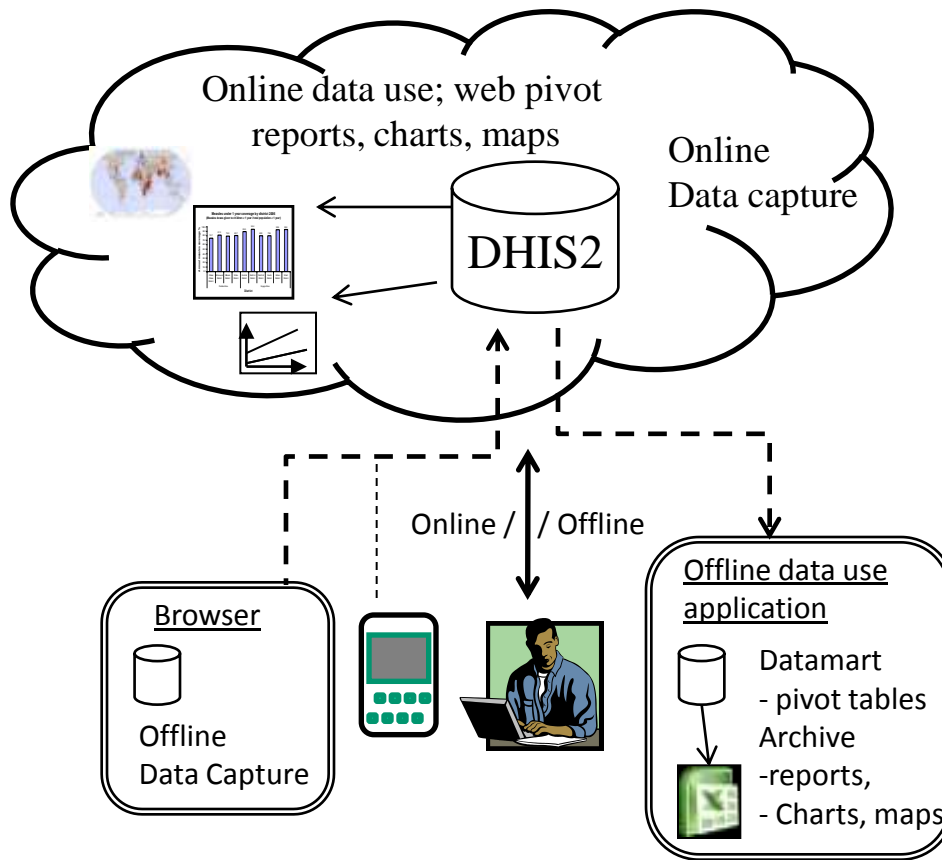 Online data use; web pivot
reports, charts, maps
Online
Data capture
DHIS2
Online / / Offline
Browser
Offline
Data Capture
Offline data use
application
Datamart
- pivot tables
Archive
-reports,
- Charts, maps